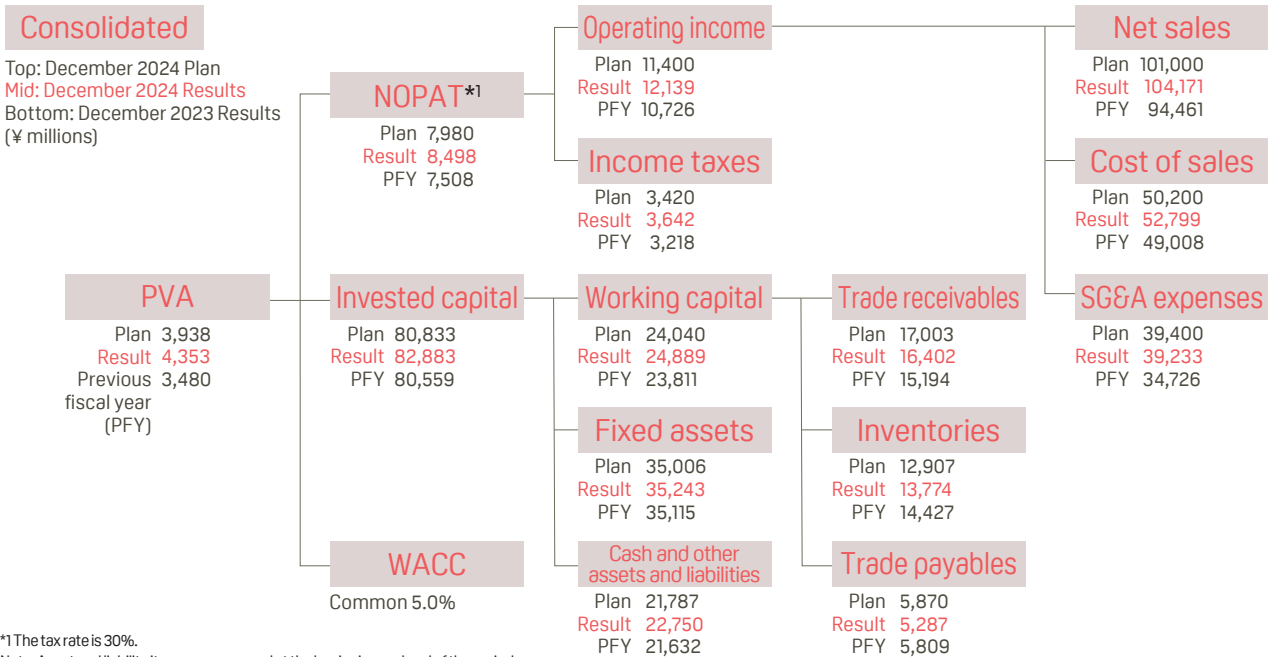 Consolidated
Top: December 2024 Plan
Mid: December 2024 Results
Bottom: December 2023 Results
(¥ millions)
PVA
Plan 3,938
Result 4,353
Previous 3,480
fiscal year
(PFY)
NOPAT*1
Plan 7,980
Result 8,498
PFY 7,508
Invested capital
Plan 80,833
Result 82,883
PFY 80,559
WACC
Common 5.0%
Operating income
Plan 11,400
Result 12,139
PFY 10,726
Income taxes
Plan 3,420
Result 3,642
PFY 3,218
Working capital
Plan 24,040
Result 24,889
PFY 23,811
Fixed assets
Plan 35,006
Result 35,243
PFY 35,115
Cash and other
assets and liabilities
Plan 21,787
Result 22,750
PFY 21,632
Trade receivables
Plan 17,003
Result 16,402
PFY 15,194
Inventories
Plan 12,907
Result 13,774
PFY 14,427
Trade payables
Plan 5,870
Result 5,287
PFY 5,809
Net sales
Plan 101,000
Result 104,171
PFY 94,461
Cost of sales
Plan 50,200
Result 52,799
PFY 49,008
SG&A expenses
Plan 39,400
Result 39,233
PFY 34,726
*1 The tax rate is 30%.